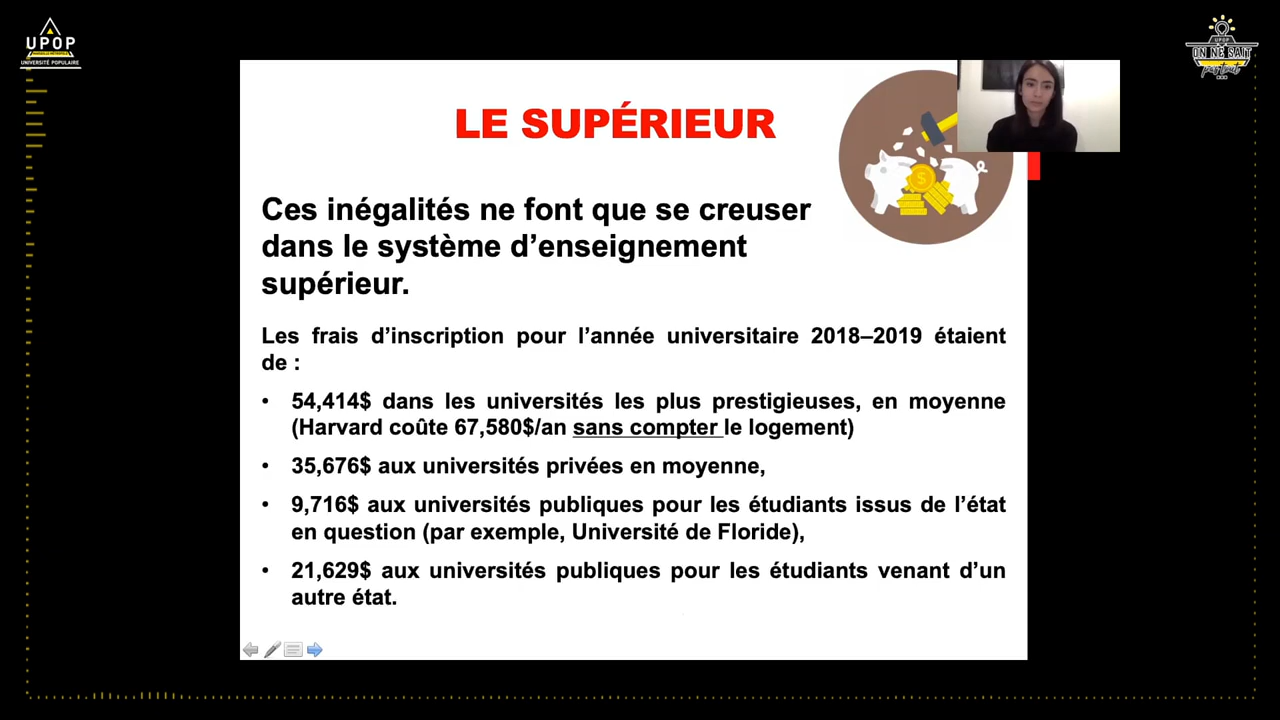 UPOP
UNIVERSITÉ POPULAIRE
UPOP
ON NE SAIT
pas tout
LE SUPÉRIEUR
$
Ces inégalités ne font que se creuser
dans le système d’enseignement
supérieur.
Les frais d’inscription pour l’année universitaire 2018–2019 étaient
de :
• 54,414$ dans les universités les plus prestigieuses, en moyenne
(Harvard coûte 67,580$/an sans compter le logement)
• 35,676$ aux universités privées en moyenne,
• 9,716$ aux universités publiques pour les étudiants issus de l’état
en question (par exemple, Université de Floride),
• 21,629$ aux universités publiques pour les étudiants venant d’un
autre état.